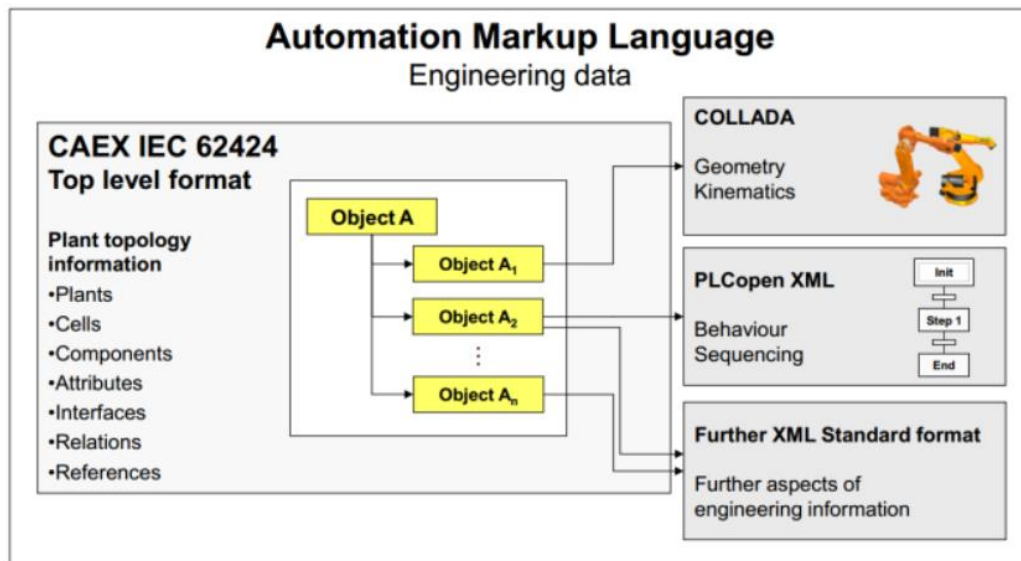 Automation Markup Language
Engineering data
CAEX IEC 62424
Top level format
Plant topology
information
•Plants
•Cells
•Components
•Attributes
•Interfaces
•Relations
•References
Object A
Object A₁
Object A₂
⋮
Object Aₙ
COLLADA
Geometry
Kinematics
PLCopen XML
Behaviour
Sequencing
Init
Step 1
End
Further XML Standard format
Further aspects of
engineering information